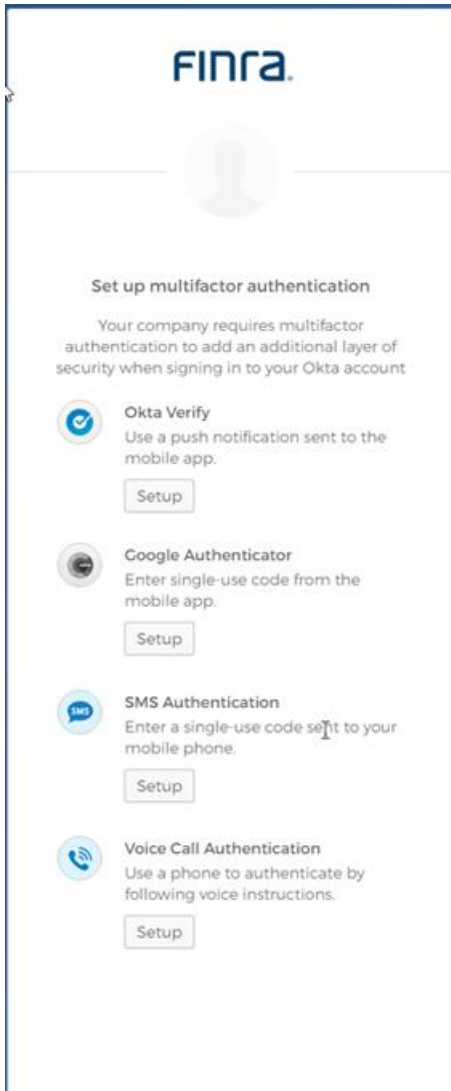 FINra.
Set up multifactor authentication
Your company requires multifactor
authentication to add an additional layer of
security when signing in to your Okta account
Okta Verify
Use a push notification sent to the
mobile app.
Setup
Google Authenticator
Enter single-use code from the
mobile app.
Setup
SMS
SMS Authentication
Enter a single-use code sent to your
mobile phone.
Setup
Voice Call Authentication
Use a phone to authenticate by
following voice instructions.
Setup